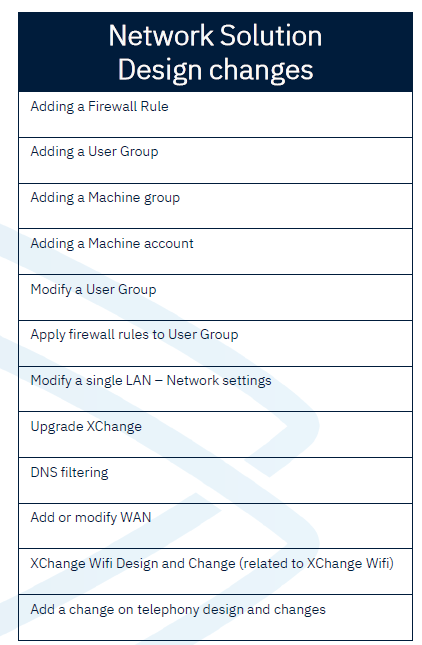 Network Solution
Design changes
Adding a Firewall Rule
Adding a User Group
Adding a Machine group
Adding a Machine account
Modify a User Group
Apply firewall rules to User Group
Modify a single LAN – Network settings
Upgrade XChange
DNS filtering
Add or modify WAN
XChange Wifi Design and Change (related to XChange Wifi)
Add a change on telephony design and changes